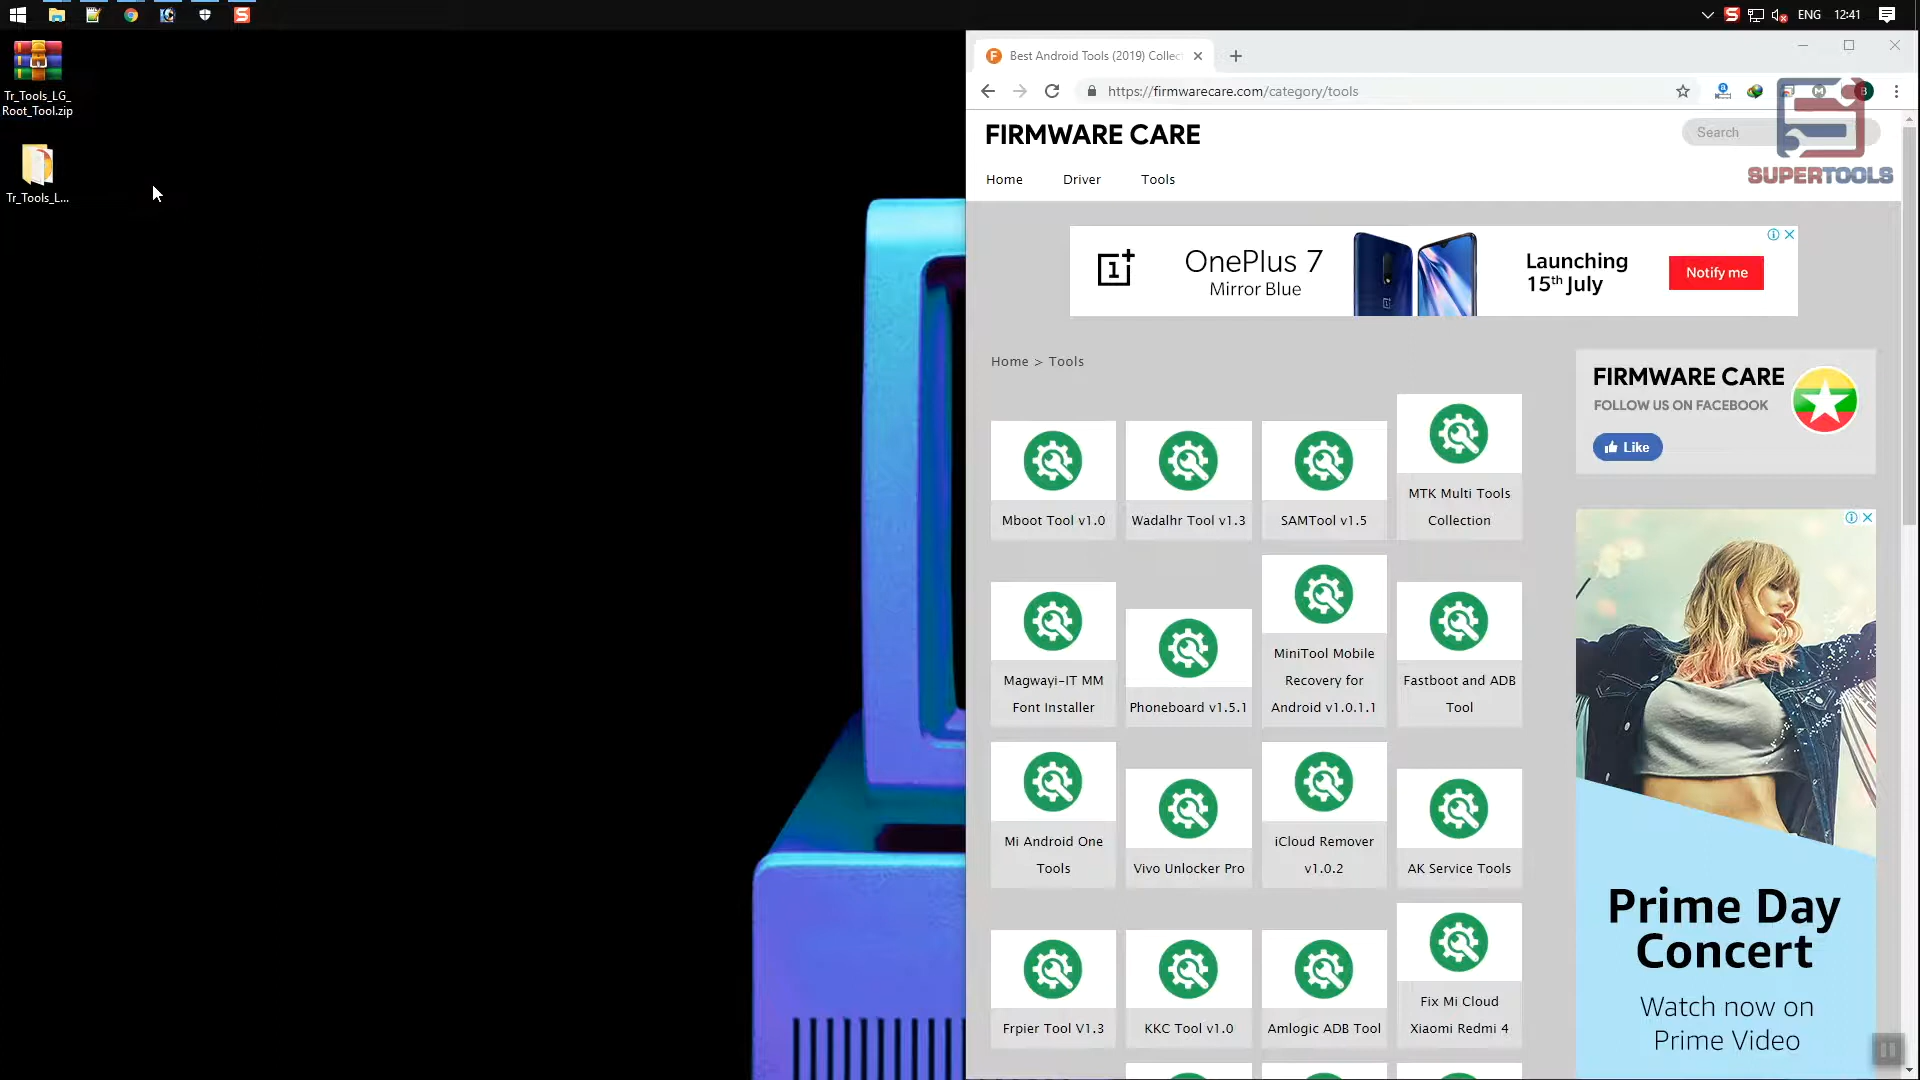 ENG
12:41
Tr_Tools_LG_
Root_Tool.zip
Tr_Tools_L...
Best Android Tools (2019) Collec
https://firmwarecare.com/category/tools
B
FIRMWARE CARE
Search
SUPERTOOLS
Home
Driver
Tools
OnePlus 7
Mirror Blue
Launching
15th July
Notify me
Home > Tools
FIRMWARE CARE
FOLLOW US ON FACEBOOK
Like
Mboot Tool v1.0
Wadalhr Tool v1.3
SAMTool v1.5
MTK Multi Tools
Collection
Magwayi-IT MM
Font Installer
Phoneboard v1.5.1
MiniTool Mobile
Recovery for
Android v1.0.1.1
Fastboot and ADB
Tool
Mi Android One
Tools
Vivo Unlocker Pro
iCloud Remover
v1.0.2
AK Service Tools
Frpier Tool V1.3
KKC Tool v1.0
Amlogic ADB Tool
Fix Mi Cloud
Xiaomi Redmi 4
Prime Day
Concert
Watch now on
Prime Video